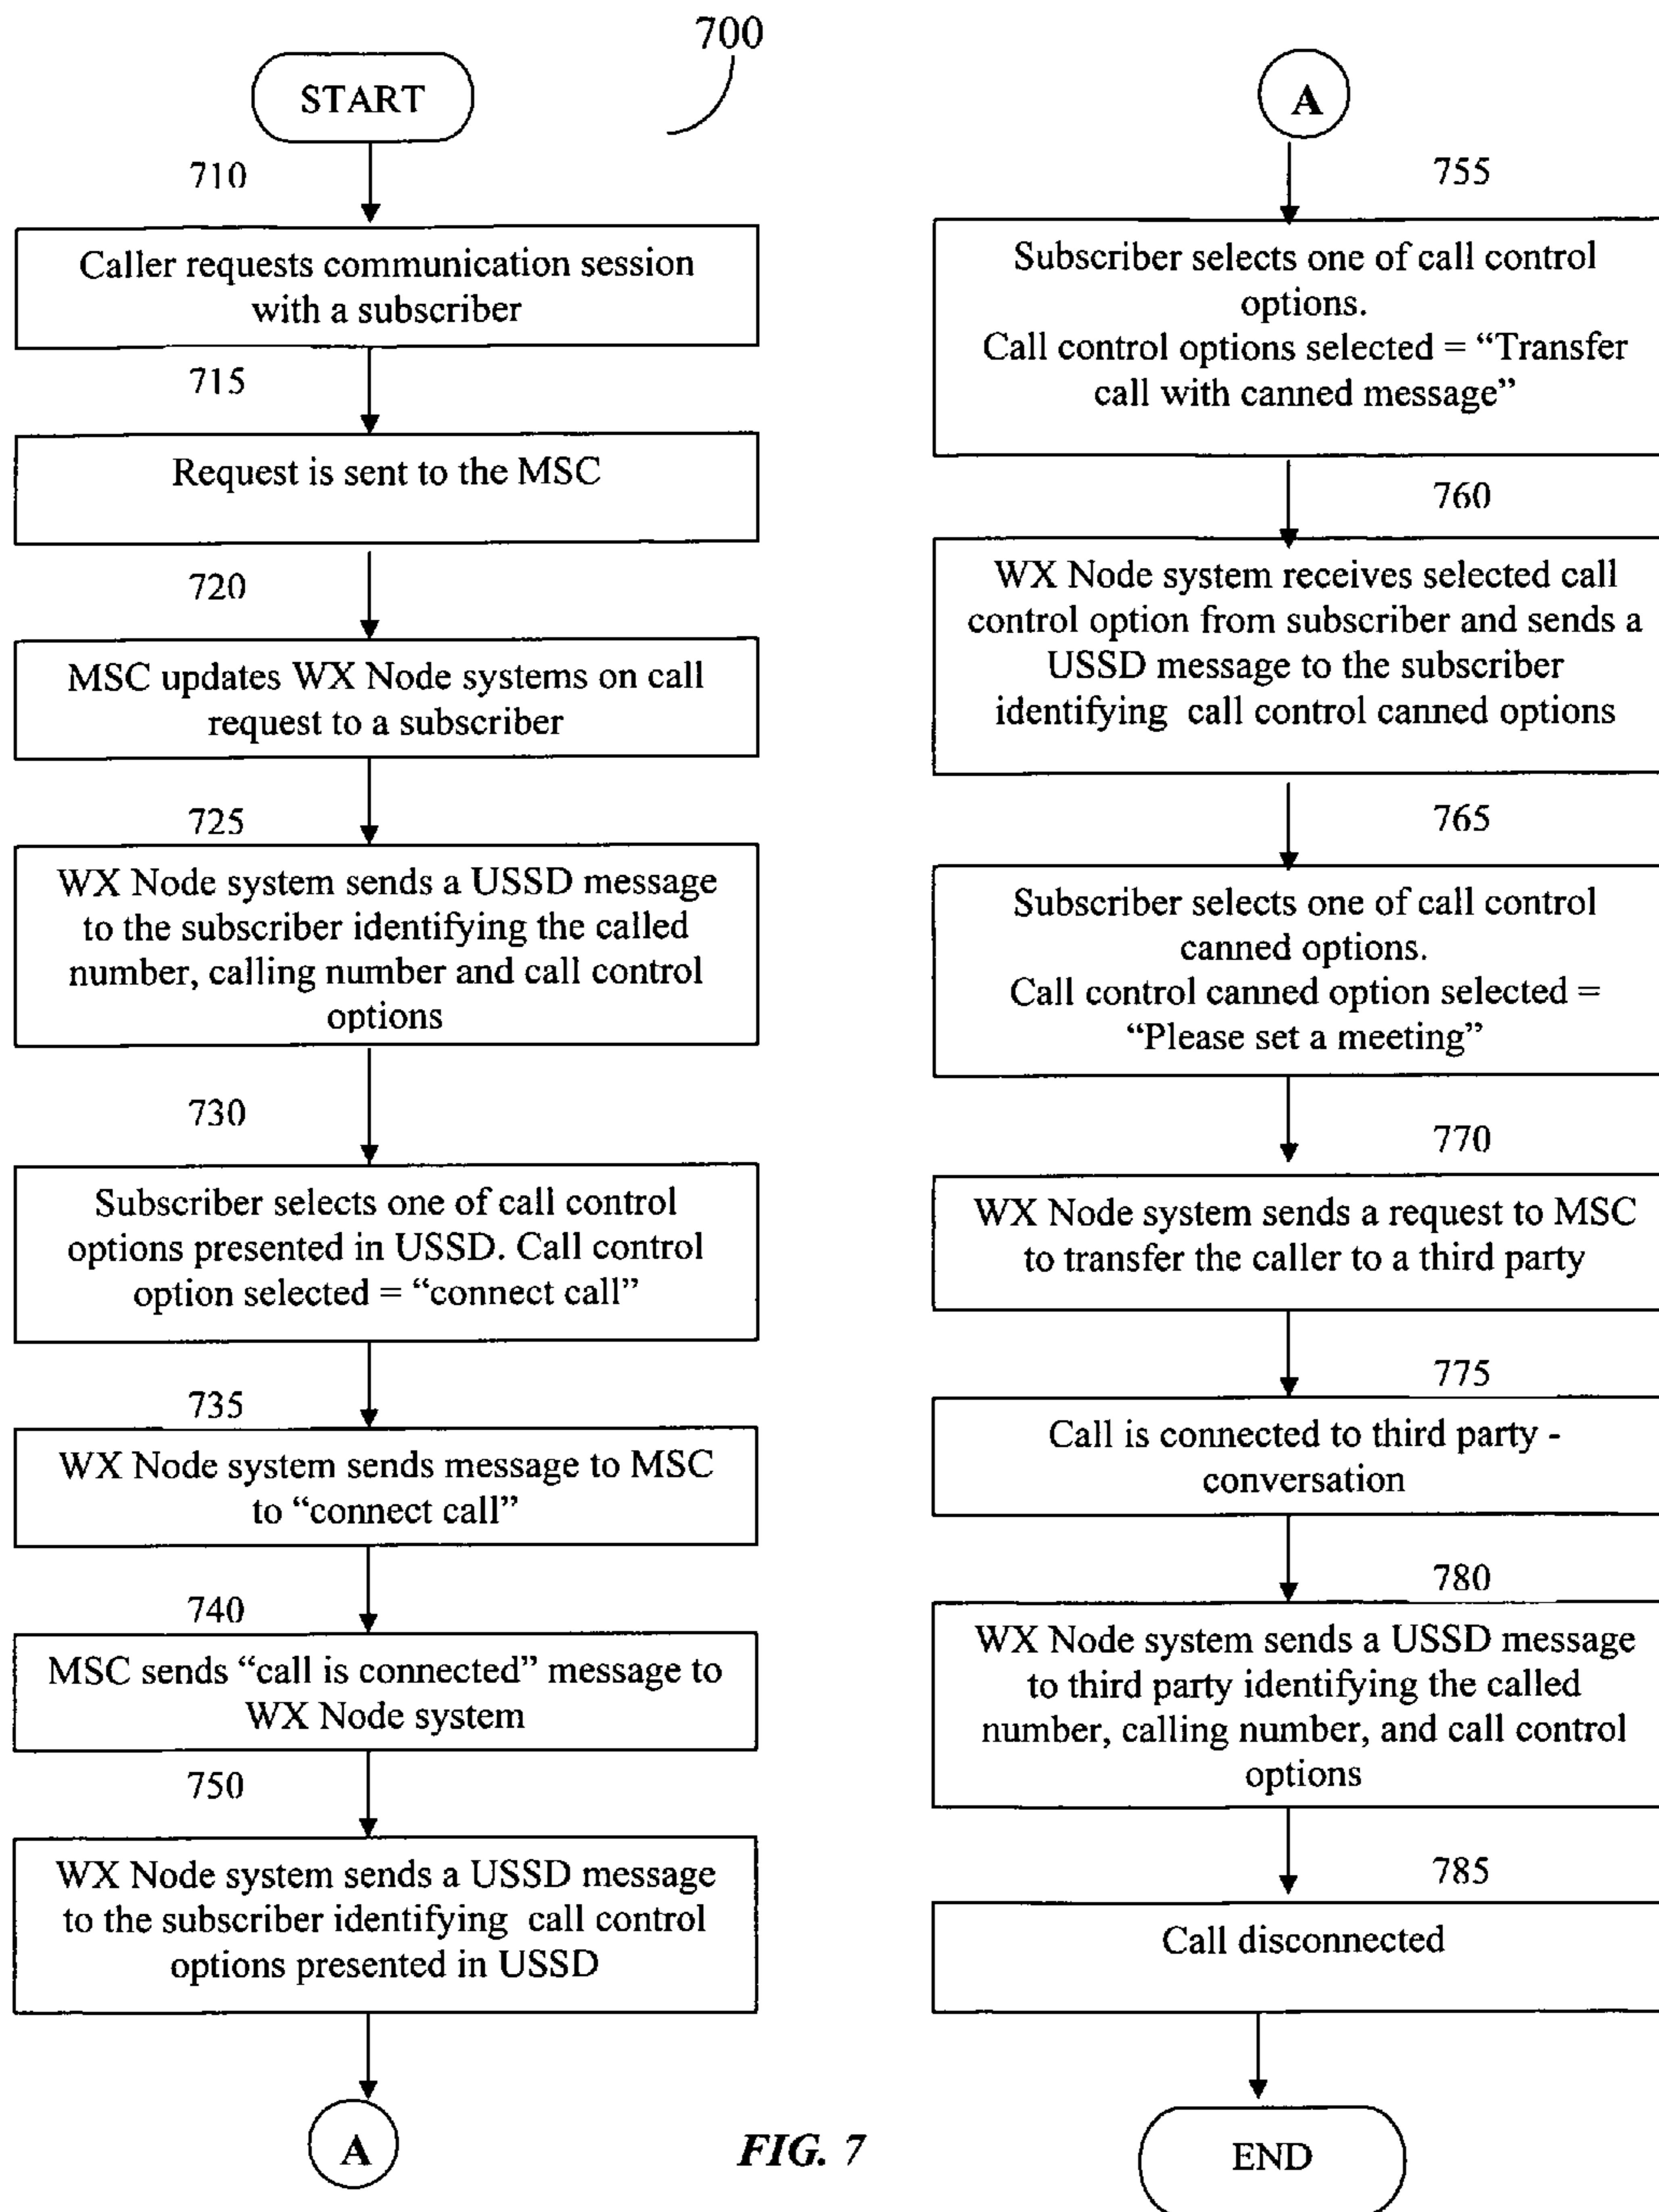 700
START
710
Caller requests communication session
with a subscriber
715
Request is sent to the MSC
720
MSC updates WX Node systems on call
request to a subscriber
725
WX Node system sends a USSD message
to the subscriber identifying the called
number, calling number and call control
options
730
Subscriber selects one of call control
options presented in USSD. Call control
option selected = “connect call”
735
WX Node system sends message to MSC
to “connect call”
740
MSC sends “call is connected” message to
WX Node system
750
WX Node system sends a USSD message
to the subscriber identifying call control
options presented in USSD
A
A
755
Subscriber selects one of call control
options.
Call control options selected = “Transfer
call with canned message”
760
WX Node system receives selected call
control option from subscriber and sends a
USSD message to the subscriber
identifying call control canned options
765
Subscriber selects one of call control
canned options.
Call control canned option selected =
“Please set a meeting”
770
WX Node system sends a request to MSC
to transfer the caller to a third party
775
Call is connected to third party -
conversation
780
WX Node system sends a USSD message
to third party identifying the called
number, calling number, and call control
options
785
Call disconnected
END
FIG. 7